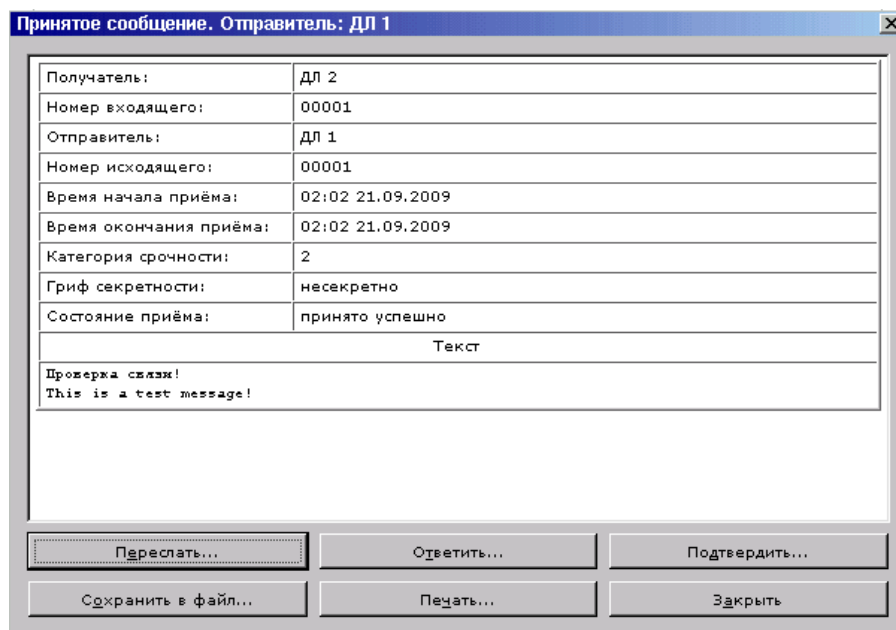 Принятое сообщение. Отправитель: ДЛ 1
Получатель: ДЛ 2
Номер входящего: 00001
Отправитель: ДЛ 1
Номер исходящего: 00001
Время начала приёма: 02:02 21.09.2009
Время окончания приёма: 02:02 21.09.2009
Категория срочности: 2
Гриф секретности: несекретно
Состояние приёма: принято успешно
Текст
Проверка связи!
This is a test message!
Переслать... Ответить... Подтвердить...
Сохранить в файл... Печать... Закрыть